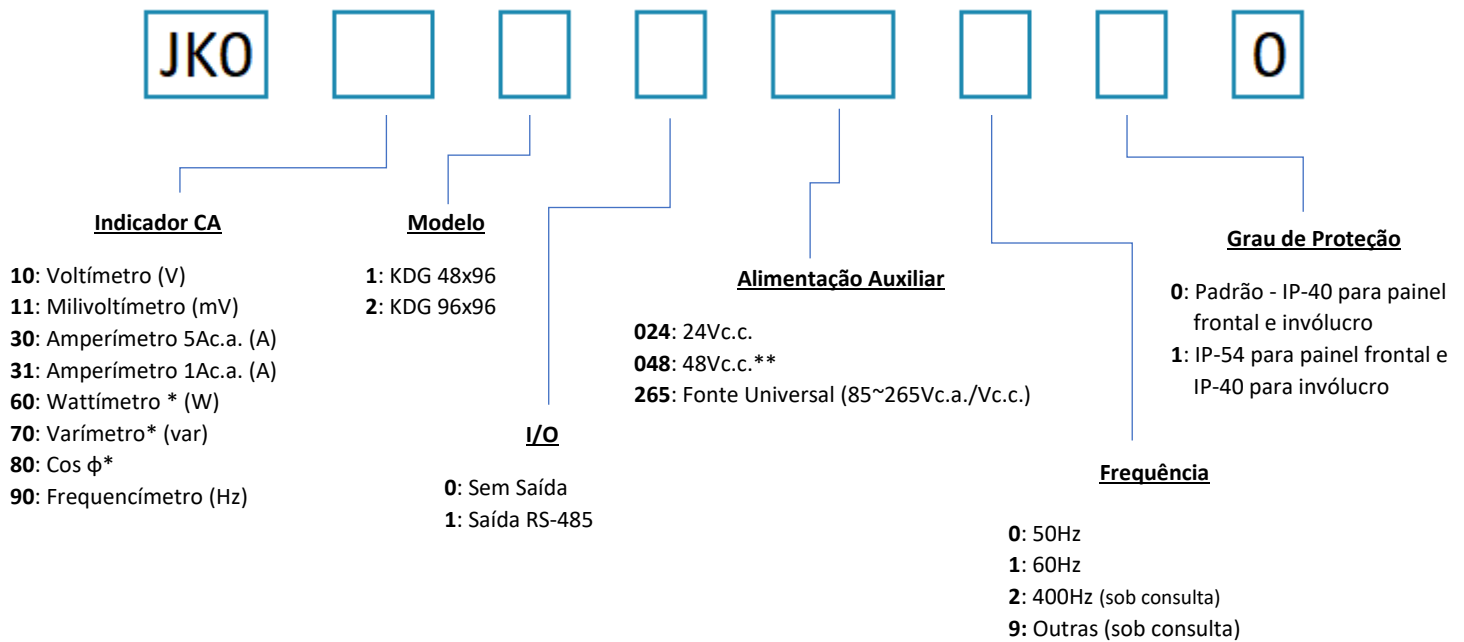 JK0 0
Indicador CA
10: Voltímetro (V)
11: Milivoltímetro (mV)
30: Amperímetro 5Ac.a. (A)
31: Amperímetro 1Ac.a. (A)
60: Wattímetro * (W)
70: Varímetro* (var)
80: Cos ϕ*
90: Frequencímetro (Hz)
Modelo
1: KDG 48x96
2: KDG 96x96
I/O
0: Sem Saída
1: Saída RS-485
Alimentação Auxiliar
024: 24Vc.c.
048: 48Vc.c.**
265: Fonte Universal (85~265Vc.a./Vc.c.)
Frequência
0: 50Hz
1: 60Hz
2: 400Hz (sob consulta)
9: Outras (sob consulta)
Grau de Proteção
0: Padrão - IP-40 para painel
frontal e invólucro
1: IP-54 para painel frontal e
IP-40 para invólucro